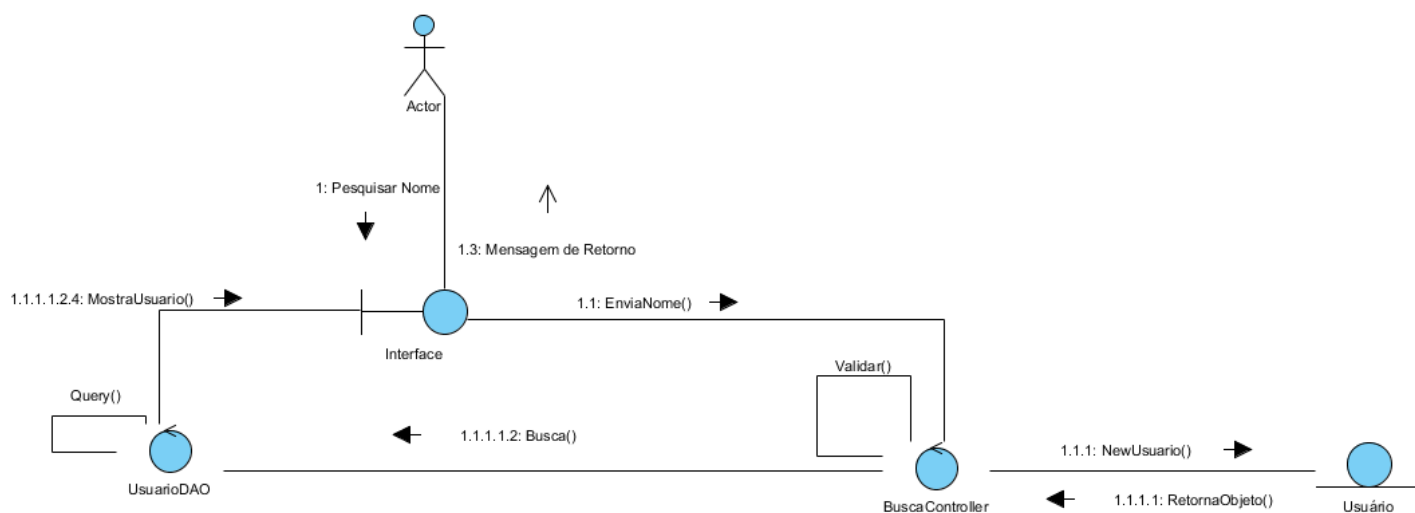 Actor
1: Pesquisar Nome
1.3: Mensagem de Retorno
1.1.1.1.2.4: MostraUsuario()
1.1: EnviaNome()
Interface
Validar()
Query()
1.1.1.1.2: Busca()
1.1.1: NewUsuario()
UsuarioDAO
BuscaController
1.1.1.1: RetornaObjeto()
Usuário